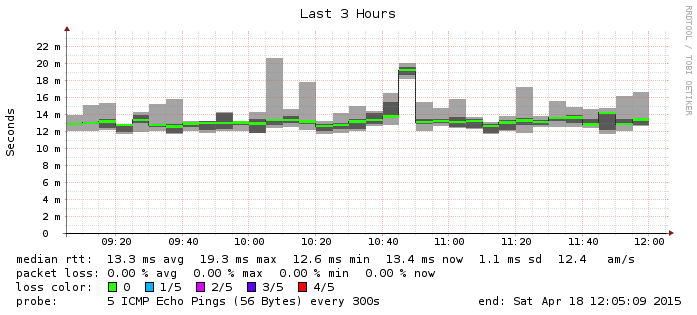 Last 3 Hours
RRDTOOL / TOBI OETIKER
Seconds
22 m
20 m
18 m
16 m
14 m
12 m
10 m
8 m
6 m
4 m
2 m
0
09:20 09:40 10:00 10:20 10:40 11:00 11:20 11:40 12:00
median rtt: 13.3 ms avg 19.3 ms max 12.6 ms min 13.4 ms now 1.1 ms sd 12.4 am/s
packet loss: 0.00 % avg 0.00 % max 0.00 % min 0.00 % now
loss color: 0 1/5 2/5 3/5 4/5
probe: 5 ICMP Echo Pings (56 Bytes) every 300s end: Sat Apr 18 12:05:09 2015